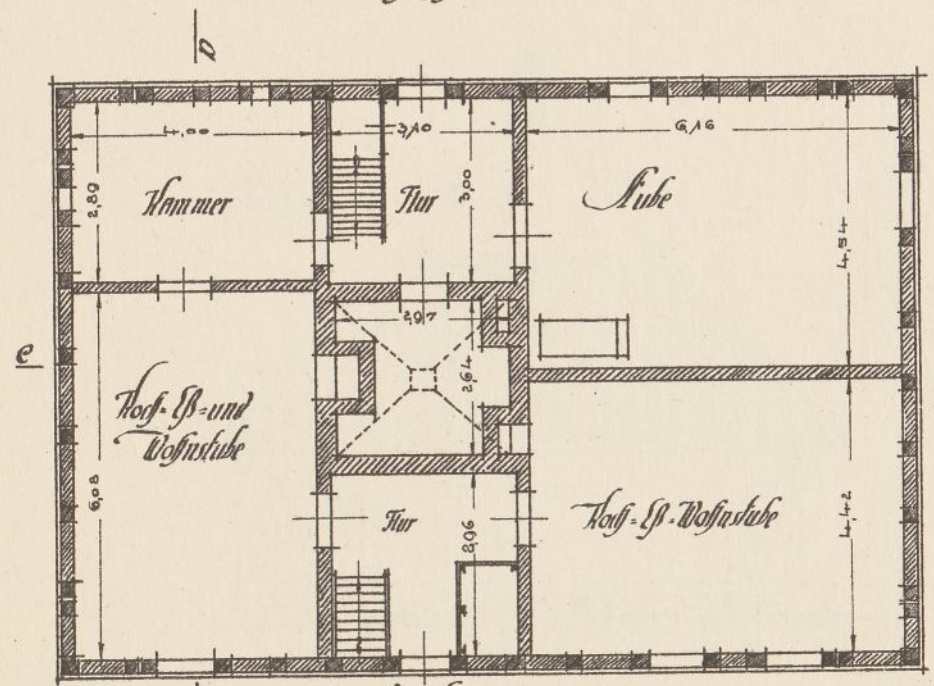 D
4,00
3,10
6,16
2,89
Kammer
Flur
3,00
Stube
4,54
2,97
2,64
C
Koch=Eß=und
Wohnstube
6,08
Flur
2,96
Koch=Eß=Wohnstube
4,42